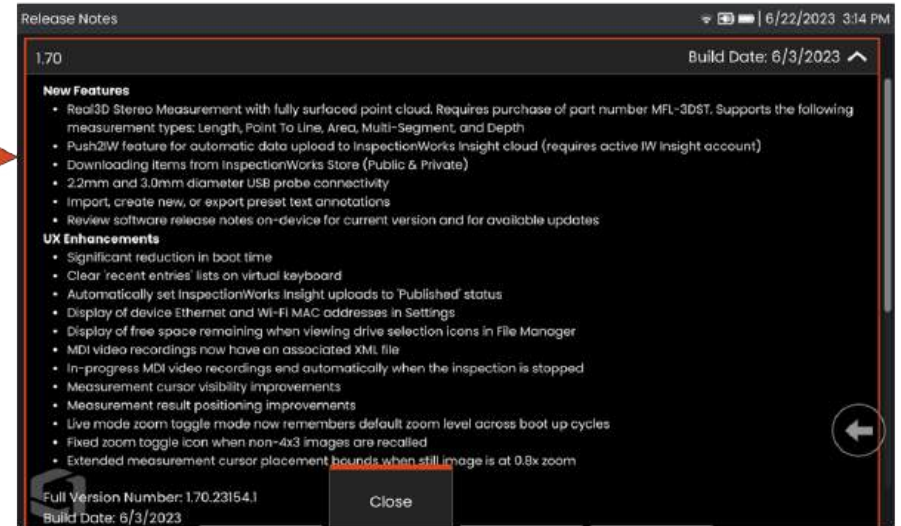 Release Notes
6/22/2023 3:14 PM
1.70
Build Date: 6/3/2023
New Features
• Real3D Stereo Measurement with fully surfaced point cloud. Requires purchase of part number MFL-3DST. Supports the following
measurement types: Length, Point To Line, Area, Multi-Segment, and Depth
• Push2IW feature for automatic data upload to InspectionWorks Insight cloud (requires active IW Insight account)
• Downloading items from InspectionWorks Store (Public & Private)
• 2.2mm and 3.0mm diameter USB probe connectivity
• Import, create new, or export preset text annotations
• Review software release notes on-device for current version and for available updates
UX Enhancements
• Significant reduction in boot time
• Clear 'recent entries' lists on virtual keyboard
• Automatically set InspectionWorks Insight uploads to 'Published' status
• Display of device Ethernet and Wi-Fi MAC addresses in Settings
• Display of free space remaining when viewing drive selection icons in File Manager
• MDI video recordings now have an associated XML file
• In-progress MDI video recordings end automatically when the inspection is stopped
• Measurement cursor visibility improvements
• Measurement result positioning improvements
• Live mode zoom toggle mode now remembers default zoom level across boot up cycles
• Fixed zoom toggle icon when non-4x3 images are recalled
• Extended measurement cursor placement bounds when still image is at 0.8x zoom
Full Version Number: 1.70.23154.1
Build Date: 6/3/2023
Close